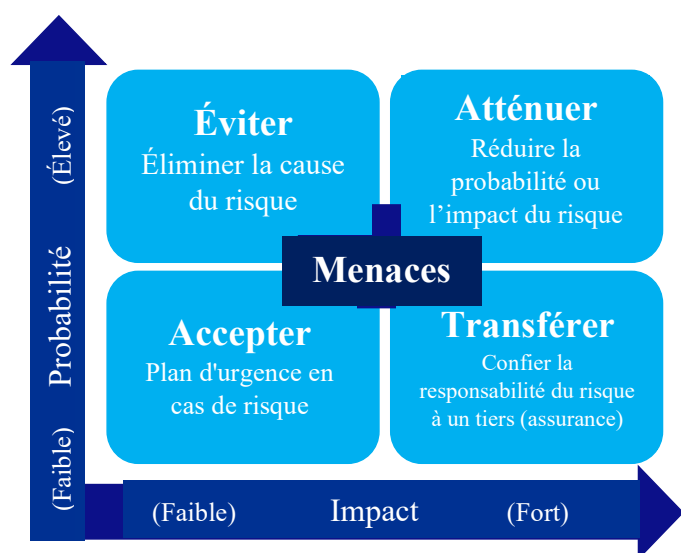 Éviter
Éliminer la cause
du risque
Atténuer
Réduire la
probabilité ou
l’impact du risque
Menaces
Accepter
Plan d'urgence en
cas de risque
Transférer
Confier la
responsabilité du risque
à un tiers (assurance)
(Faible) Probabilité (Élevé)
(Faible) Impact (Fort)